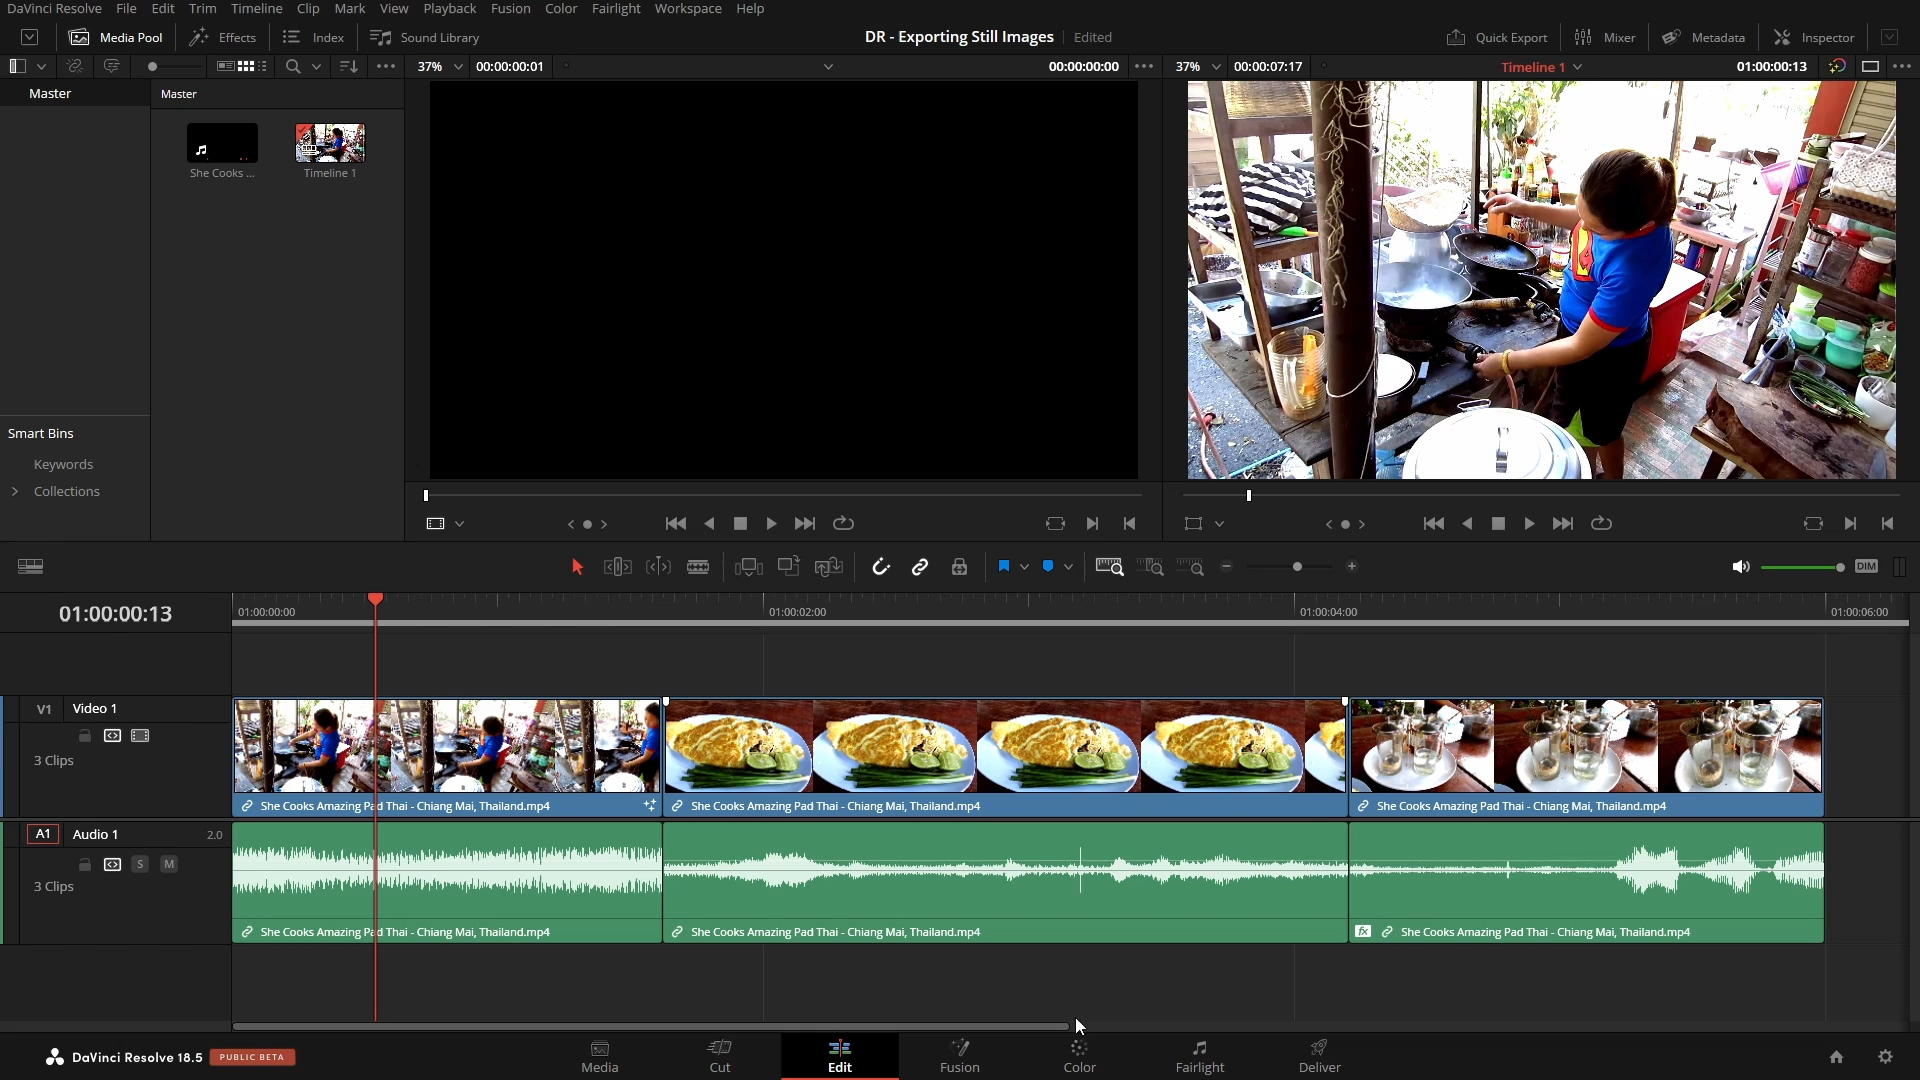 DaVinci Resolve File Edit Trim Timeline Clip Mark View Playback Fusion Color Fairlight Workspace Help
Media Pool Effects Index Sound Library DR - Exporting Still Images Edited Quick Export Mixer Metadata Inspector
37% 00:00:00:01 00:00:00:00 37% 00:00:07:17 Timeline 1 01:00:00:13
Master Master
She Cooks ... Timeline 1
Smart Bins
Keywords
Collections
DIM
01:00:00:13 01:00:00:00 01:00:02:00 01:00:04:00 01:00:06:00
V1 Video 1
3 Clips
She Cooks Amazing Pad Thai - Chiang Mai, Thailand.mp4 She Cooks Amazing Pad Thai - Chiang Mai, Thailand.mp4 She Cooks Amazing Pad Thai - Chiang Mai, Thailand.mp4
A1 Audio 1 2.0
S M
3 Clips
She Cooks Amazing Pad Thai - Chiang Mai, Thailand.mp4 She Cooks Amazing Pad Thai - Chiang Mai, Thailand.mp4 fx She Cooks Amazing Pad Thai - Chiang Mai, Thailand.mp4
DaVinci Resolve 18.5 PUBLIC BETA Media Cut Edit Fusion Color Fairlight Deliver